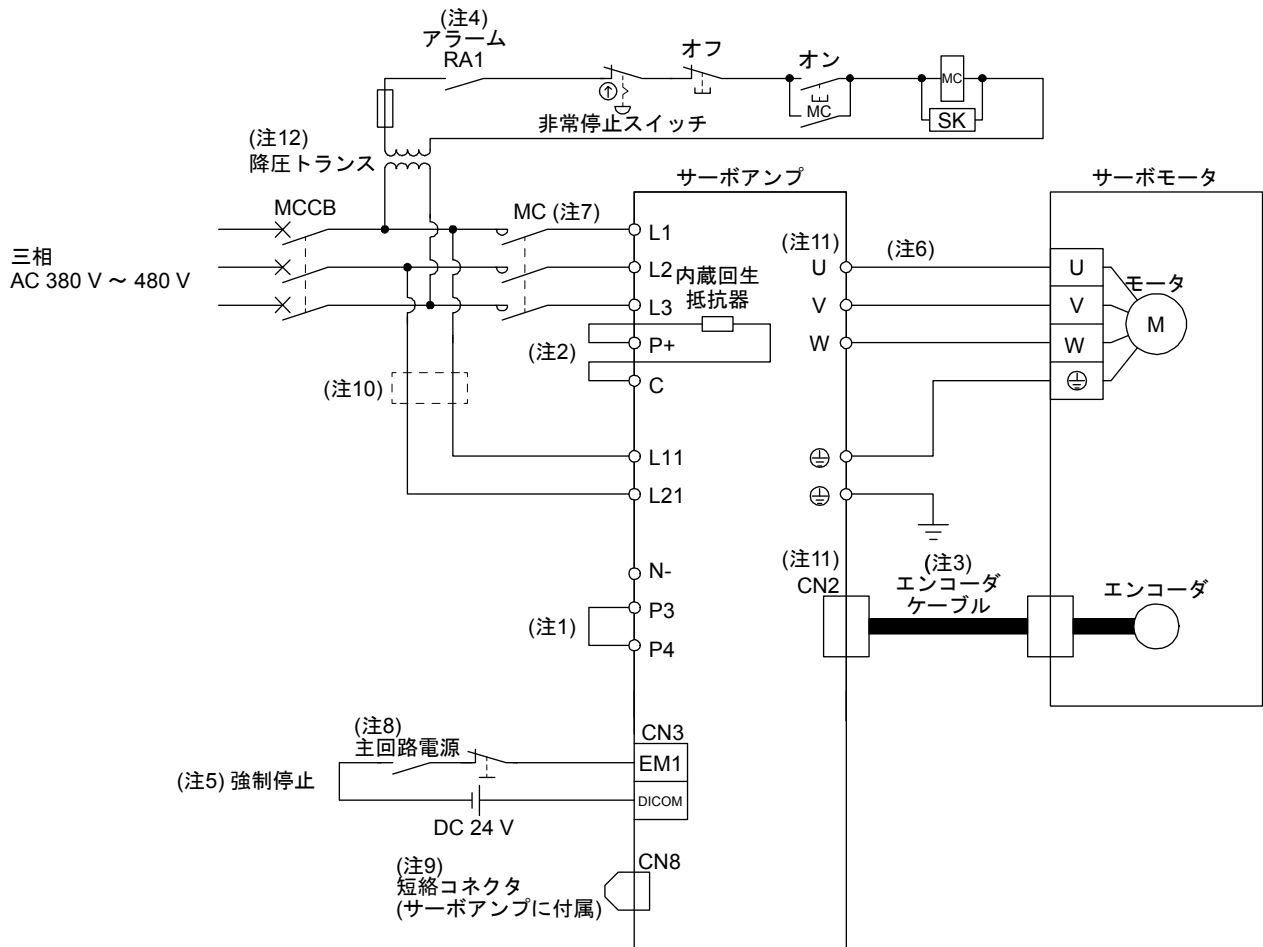 (注4)
アラーム
RA1
オフ
オン
MC
MC
SK
非常停止スイッチ
(注12)
降圧トランス
サーボアンプ
サーボモータ
MCCB
MC (注7)
三相
AC 380 V ~ 480 V
L1
L2
L3
内蔵回生
抵抗器
(注2)
P+
C
(注10)
L11
L21
(注11)
U
V
W
(注6)
U
V
W
モータ
M
N-
(注1)
P3
P4
(注11)
CN2
(注3)
エンコーダ
ケーブル
エンコーダ
(注8)
主回路電源
(注5) 強制停止
CN3
EM1
DICOM
DC 24 V
(注9)
短絡コネクタ
(サーボアンプに付属)
CN8